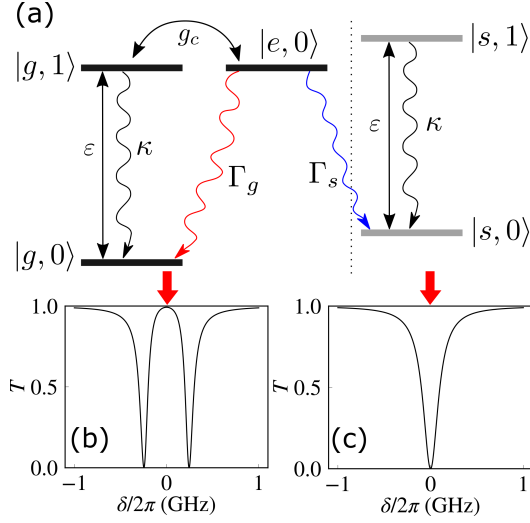 (a)
g_c
|g, 1⟩
|e, 0⟩
|s, 1⟩
ε
κ
Γ_g
Γ_s
ε
κ
|g, 0⟩
|s, 0⟩
1.0
0.5
0.0
T
(b)
−1
0
1
δ/2π (GHz)
1.0
0.5
0.0
T
(c)
−1
0
1
δ/2π (GHz)